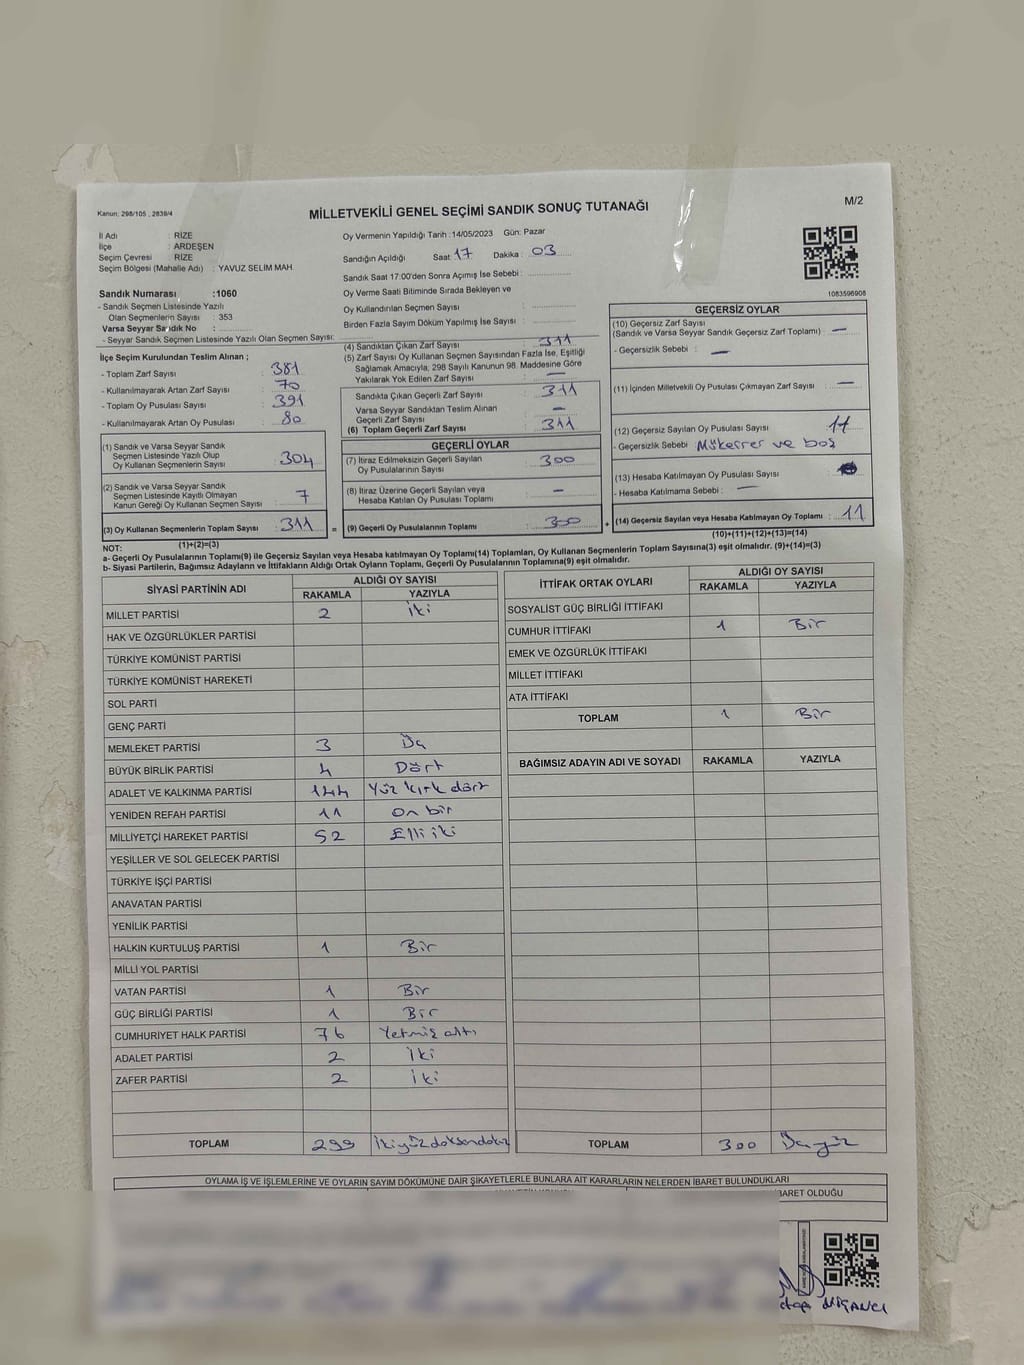 Kanun: 298/105 , 2839/4
MİLLETVEKİLİ GENEL SEÇİMİ SANDIK SONUÇ TUTANAĞI
M/2
İl Adı : RİZE
İlçe : ARDEŞEN
Seçim Çevresi : RİZE
Seçim Bölgesi (Mahalle Adı) : YAVUZ SELİM MAH
Sandık Numarası :1060
- Sandık Seçmen Listesinde Yazılı
Olan Seçmenlerin Sayısı : 353
Varsa Seyyar Sandık No :
- Seyyar Sandık Seçmen Listesinde Yazılı Olan Seçmen Sayısı:
Oy Vermenin Yapıldığı Tarih :14/05/2023 Gün: Pazar
Sandığın Açıldığı Saat: 17 Dakika : 03
Sandık Saat 17:00'den Sonra Açımış İse Sebebi :
Oy Verme Saati Bitiminde Sırada Bekleyen ve
Oy Kullandırılan Seçmen Sayısı :
Birden Fazla Sayım Döküm Yapılmış İse Sayısı :
1083596908
İlçe Seçim Kurulundan Teslim Alınan ;
- Toplam Zarf Sayısı : 381
- Kullanılmayarak Artan Zarf Sayısı : 70
- Toplam Oy Pusulası Sayısı : 391
- Kullanılmayarak Artan Oy Pusulası : 80
(1) Sandık ve Varsa Seyyar Sandık
Seçmen Listesinde Yazılı Olup
Oy Kullanan Seçmenlerin Sayısı : 304
(2) Sandık ve Varsa Seyyar Sandık
Seçmen Listesinde Kayıtlı Olmayan
Kanun Gereği Oy Kullanan Seçmen Sayısı : 7
(3) Oy Kullanan Seçmenlerin Toplam Sayısı : 311 =
(1)+(2)=(3)
(4) Sandıktan Çıkan Zarf Sayısı : 311
(5) Zarf Sayısı Oy Kullanan Seçmen Sayısından Fazla İse, Eşitliği
Sağlamak Amacıyla; 298 Sayılı Kanunun 98. Maddesine Göre
Yakılarak Yok Edilen Zarf Sayısı : —
Sandıkta Çıkan Geçerli Zarf Sayısı : 311
Varsa Seyyar Sandıktan Teslim Alınan
Geçerli Zarf Sayısı : —
(6) Toplam Geçerli Zarf Sayısı : 311
GEÇERLİ OYLAR
(7) İtiraz Edilmeksizin Geçerli Sayılan
Oy Pusulalarının Sayısı : 300
(8) İtiraz Üzerine Geçerli Sayılan veya
Hesaba Katılan Oy Pusulası Toplamı : —
(9) Geçerli Oy Pusulalarının Toplamı : 300 +
GEÇERSİZ OYLAR
(10) Geçersiz Zarf Sayısı
(Sandık ve Varsa Seyyar Sandık Geçersiz Zarf Toplamı) : —
- Geçersizlik Sebebi : —
(11) İçinden Milletvekili Oy Pusulası Çıkmayan Zarf Sayısı : —
(12) Geçersiz Sayılan Oy Pusulası Sayısı : 11
- Geçersizlik Sebebi : Mükerrer ve boş
(13) Hesaba Katılmayan Oy Pusulası Sayısı :
- Hesaba Katılmama Sebebi : —
(14) Geçersiz Sayılan veya Hesaba Katılmayan Oy Toplamı : 11
(10)+(11)+(12)+(13)=(14)
NOT:
a- Geçerli Oy Pusulalarının Toplamı(9) ile Geçersiz Sayılan veya Hesaba katılmayan Oy Toplamı(14) Toplamları, Oy Kullanan Seçmenlerin Toplam Sayısına(3) eşit olmalıdır. (9)+(14)=(3)
b- Siyasi Partilerin, Bağımsız Adayların ve İttifakların Aldığı Ortak Oyların Toplamı, Geçerli Oy Pusulalarının Toplamına(9) eşit olmalıdır.
SİYASİ PARTİNİN ADI ALDIĞI OY SAYISI
RAKAMLA YAZIYLA
MİLLET PARTİSİ 2 iki
HAK VE ÖZGÜRLÜKLER PARTİSİ
TÜRKİYE KOMÜNİST PARTİSİ
TÜRKİYE KOMÜNİST HAREKETİ
SOL PARTİ
GENÇ PARTİ
MEMLEKET PARTİSİ 3 Üç
BÜYÜK BİRLİK PARTİSİ 4 Dört
ADALET VE KALKINMA PARTİSİ 144 Yüz kırk dört
YENİDEN REFAH PARTİSİ 11 on bir
MİLLİYETÇİ HAREKET PARTİSİ 52 Elli iki
YEŞİLLER VE SOL GELECEK PARTİSİ
TÜRKİYE İŞÇİ PARTİSİ
ANAVATAN PARTİSİ
YENİLİK PARTİSİ
HALKIN KURTULUŞ PARTİSİ 1 Bir
MİLLİ YOL PARTİSİ
VATAN PARTİSİ 1 Bir
GÜÇ BİRLİĞİ PARTİSİ 1 Bir
CUMHURİYET HALK PARTİSİ 76 Yetmiş altı
ADALET PARTİSİ 2 İki
ZAFER PARTİSİ 2 İki
TOPLAM 299 İkiyüzdoksandokuz
İTTİFAK ORTAK OYLARI ALDIĞI OY SAYISI
RAKAMLA YAZIYLA
SOSYALİST GÜÇ BİRLİĞİ İTTİFAKI
CUMHUR İTTİFAKI 1 Bir
EMEK VE ÖZGÜRLÜK İTTİFAKI
MİLLET İTTİFAKI
ATA İTTİFAKI
TOPLAM 1 Bir
BAĞIMSIZ ADAYIN ADI VE SOYADI RAKAMLA YAZIYLA
TOPLAM 300 Üçyüz
OYLAMA İŞ VE İŞLEMLERİNE VE OYLARIN SAYIM DÖKÜMÜNE DAİR ŞİKAYETLERLE BUNLARA AİT KARARLARIN NELERDEN İBARET BULUNDUKLARI
BARET OLDUĞU